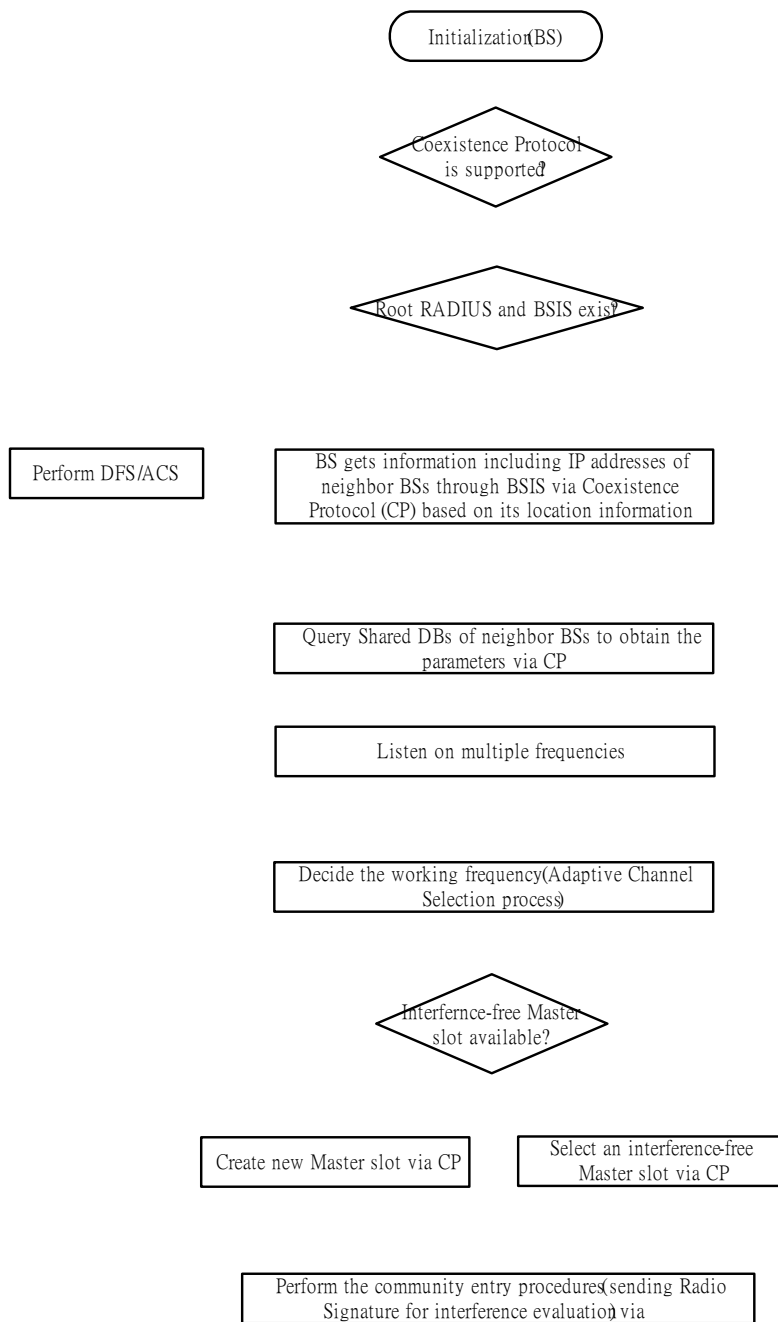 Initialization(BS)
Coexistence Protocol
is supported?
Root RADIUS and BSIS exist?
Perform DFS/ACS
BS gets information including IP addresses of
neighbor BSs through BSIS via Coexistence
Protocol (CP) based on its location information
Query Shared DBs of neighbor BSs to obtain the
parameters via CP
Listen on multiple frequencies
Decide the working frequency(Adaptive Channel
Selection process)
Interfernce-free Master
slot available?
Create new Master slot via CP
Select an interference-free
Master slot via CP
Perform the community entry procedures(sending Radio
Signature for interference evaluation) via